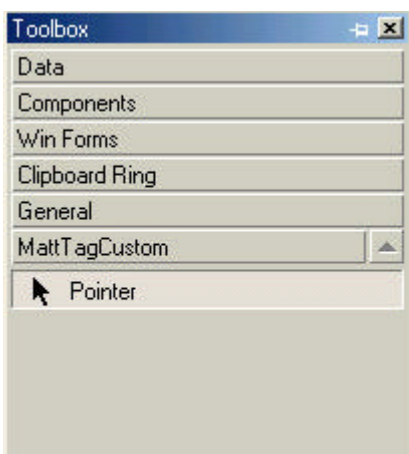 Toolbox
Data
Components
Win Forms
Clipboard Ring
General
MattTagCustom
Pointer